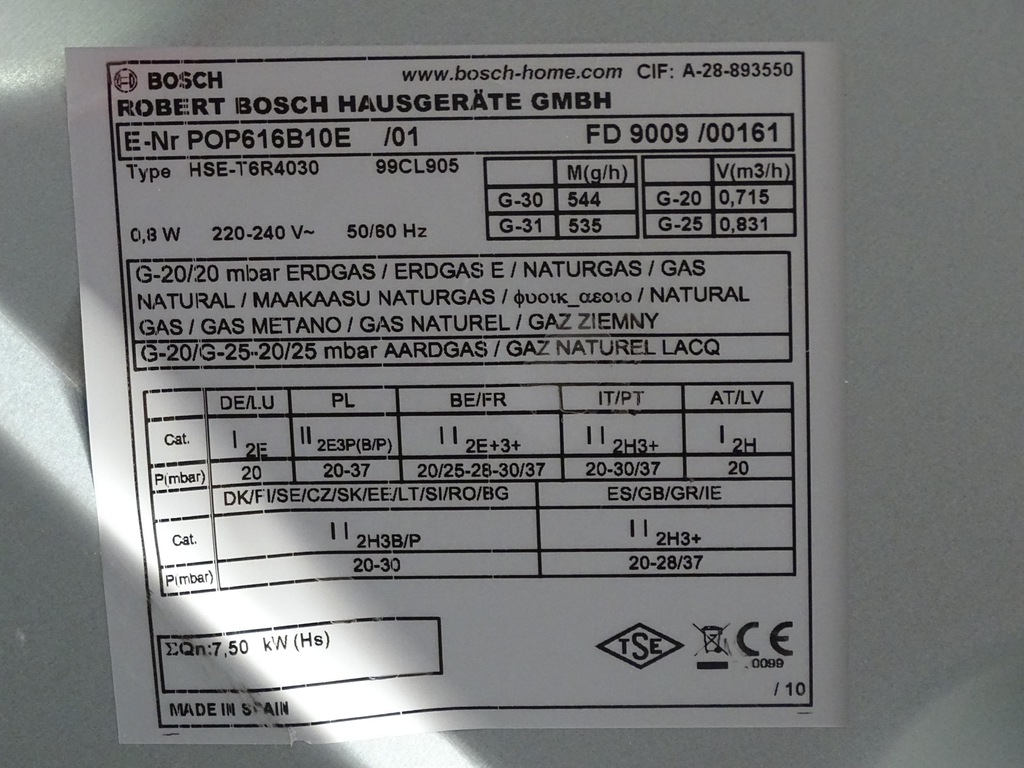 BOSCH www.bosch-home.com CIF: A-28-893550
ROBERT BOSCH HAUSGERÄTE GMBH
E-Nr POP616B10E /01 FD 9009 /00161
Type HSE-T6R4030 99CL905
M(g/h) V(m3/h)
G-30 544 G-20 0,715
G-31 535 G-25 0,831
0,8 W 220-240 V~ 50/60 Hz
G-20/20 mbar ERDGAS / ERDGAS E / NATURGAS / GAS
NATURAL / MAAKAASU NATURGAS / φυοικ_αεοιο / NATURAL
GAS / GAS METANO / GAS NATUREL / GAZ ZIEMNY
G-20/G-25-20/25 mbar AARDGAS / GAZ NATUREL LACQ
DE/LU PL BE/FR IT/PT AT/LV
Cat. I 2E II 2E3P(B/P) II 2E+3+ II 2H3+ I 2H
P(mbar) 20 20-37 20/25-28-30/37 20-30/37 20
DK/FI/SE/CZ/SK/EE/LT/SI/RO/BG ES/GB/GR/IE
Cat. II 2H3B/P II 2H3+
P(mbar) 20-30 20-28/37
ΣQn:7,50 kW (Hs)
TSE CE
0099
/ 10
MADE IN SPAIN